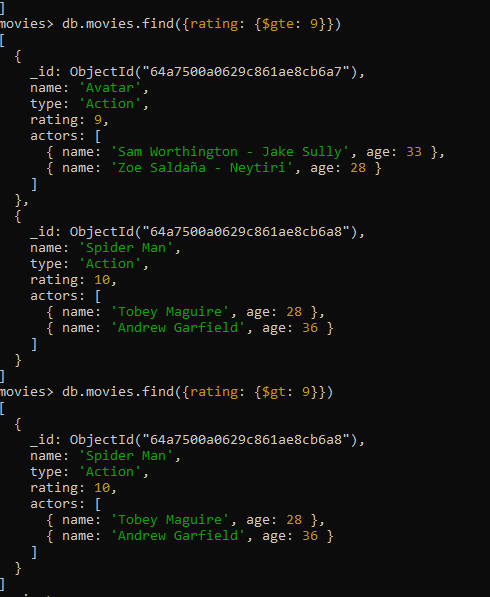 ]
movies> db.movies.find({rating: {$gte: 9}})
[
  {
    _id: ObjectId("64a7500a0629c861ae8cb6a7"),
    name: 'Avatar',
    type: 'Action',
    rating: 9,
    actors: [
      { name: 'Sam Worthington - Jake Sully', age: 33 },
      { name: 'Zoe Saldaña - Neytiri', age: 28 }
    ]
  },
  {
    _id: ObjectId("64a7500a0629c861ae8cb6a8"),
    name: 'Spider Man',
    type: 'Action',
    rating: 10,
    actors: [
      { name: 'Tobey Maguire', age: 28 },
      { name: 'Andrew Garfield', age: 36 }
    ]
  }
]
movies> db.movies.find({rating: {$gt: 9}})
[
  {
    _id: ObjectId("64a7500a0629c861ae8cb6a8"),
    name: 'Spider Man',
    type: 'Action',
    rating: 10,
    actors: [
      { name: 'Tobey Maguire', age: 28 },
      { name: 'Andrew Garfield', age: 36 }
    ]
  }
]